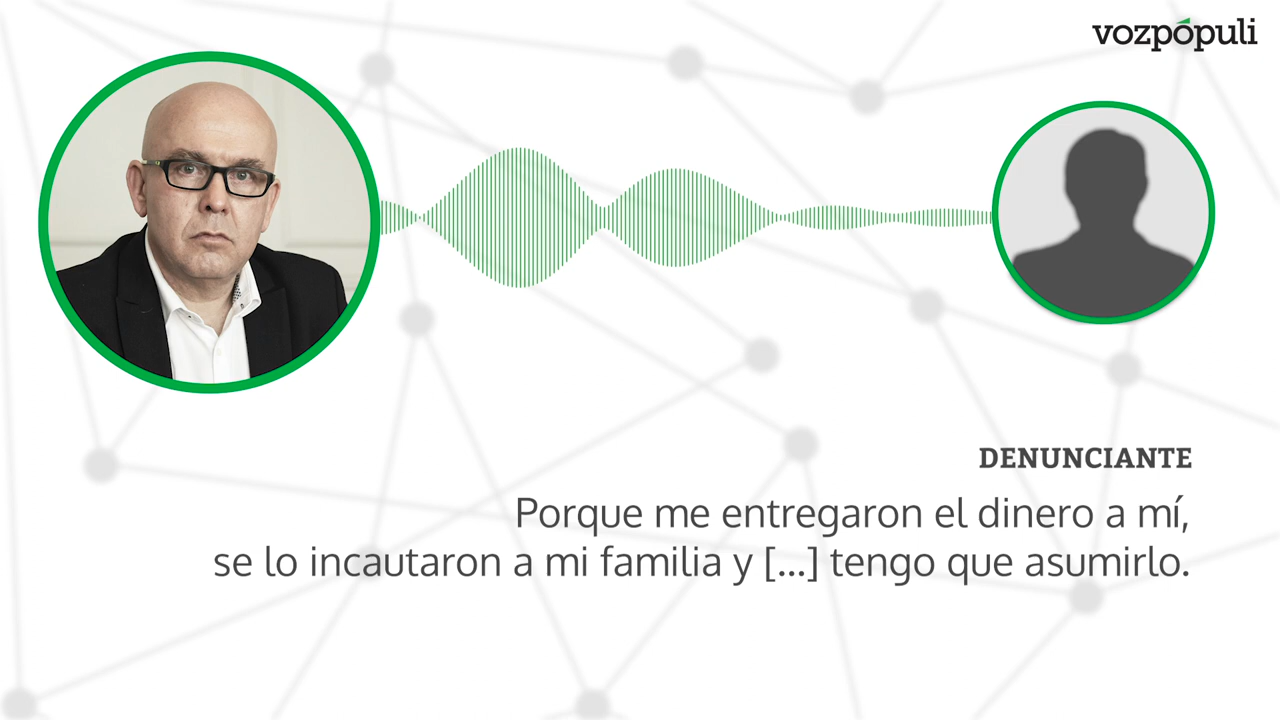 vozpópuli
DENUNCIANTE
Porque me entregaron el dinero a mí,
se lo incautaron a mi familia y [...] tengo que asumirlo.